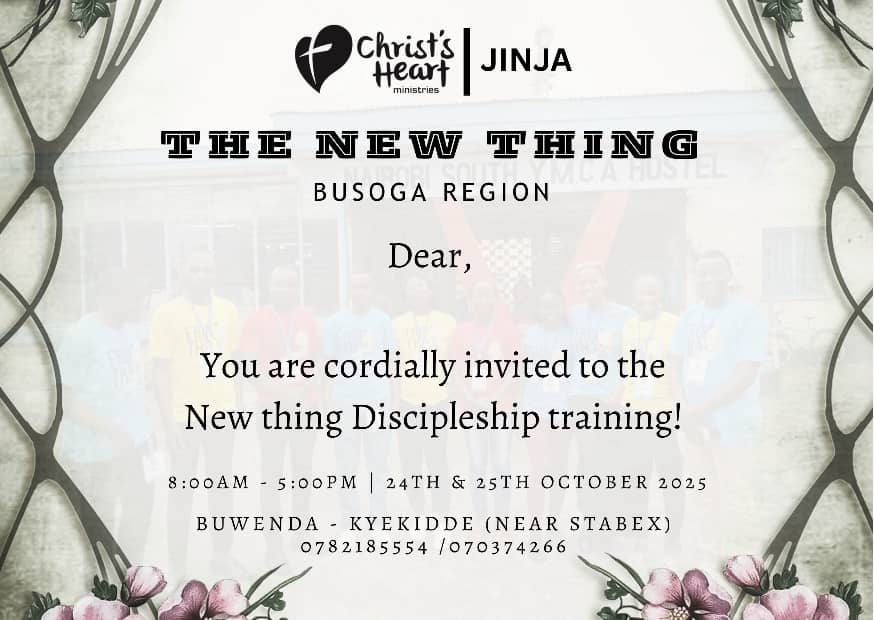 Christ's
Heart
ministries
JINJA
THE NEW THING
NAIROBI SOUTH YMCA HOSTEL
BUSOGA REGION
Dear,
You are cordially invited to the
New thing Discipleship training!
8:00AM - 5:00PM | 24TH & 25TH OCTOBER 2025
BUWENDA - KYEKIDDE (NEAR STABEX)
0782185554 /070374266